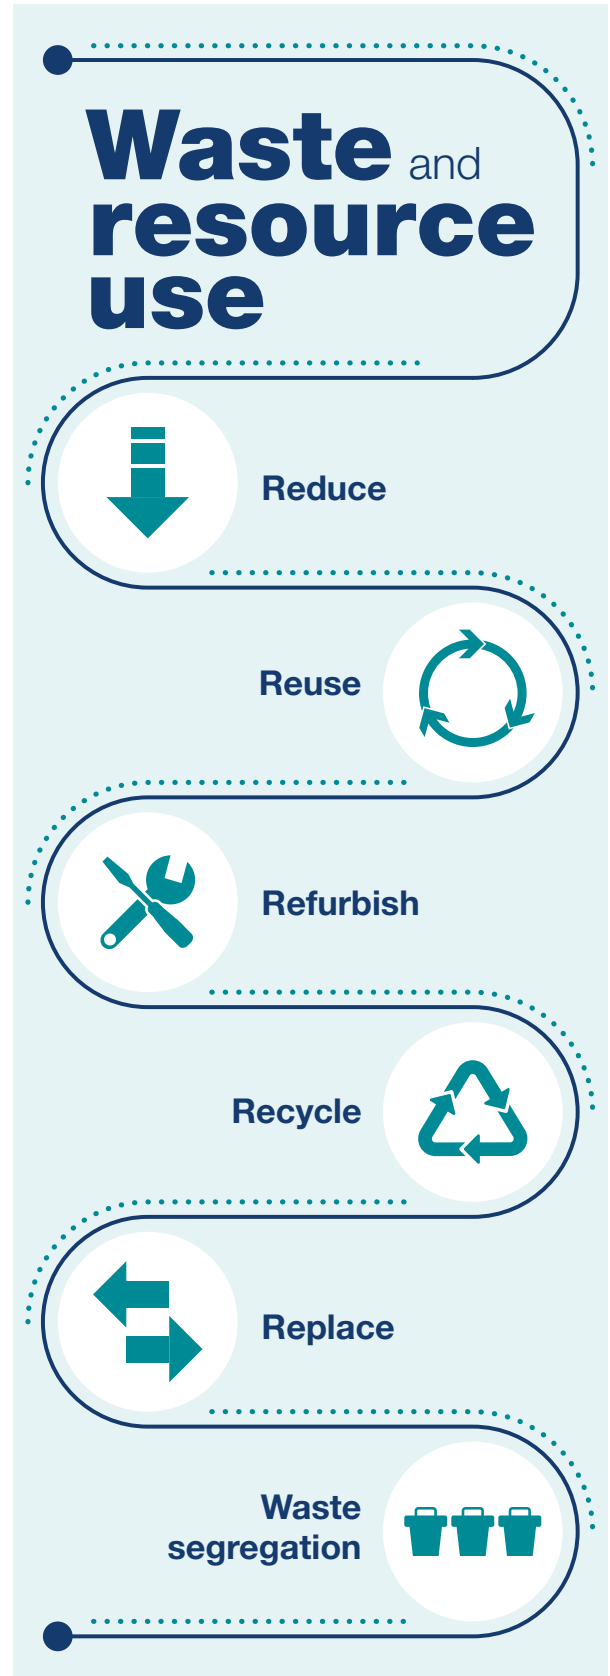 Waste and
resource
use
Reduce
Reuse
Refurbish
Recycle
Replace
Waste
segregation